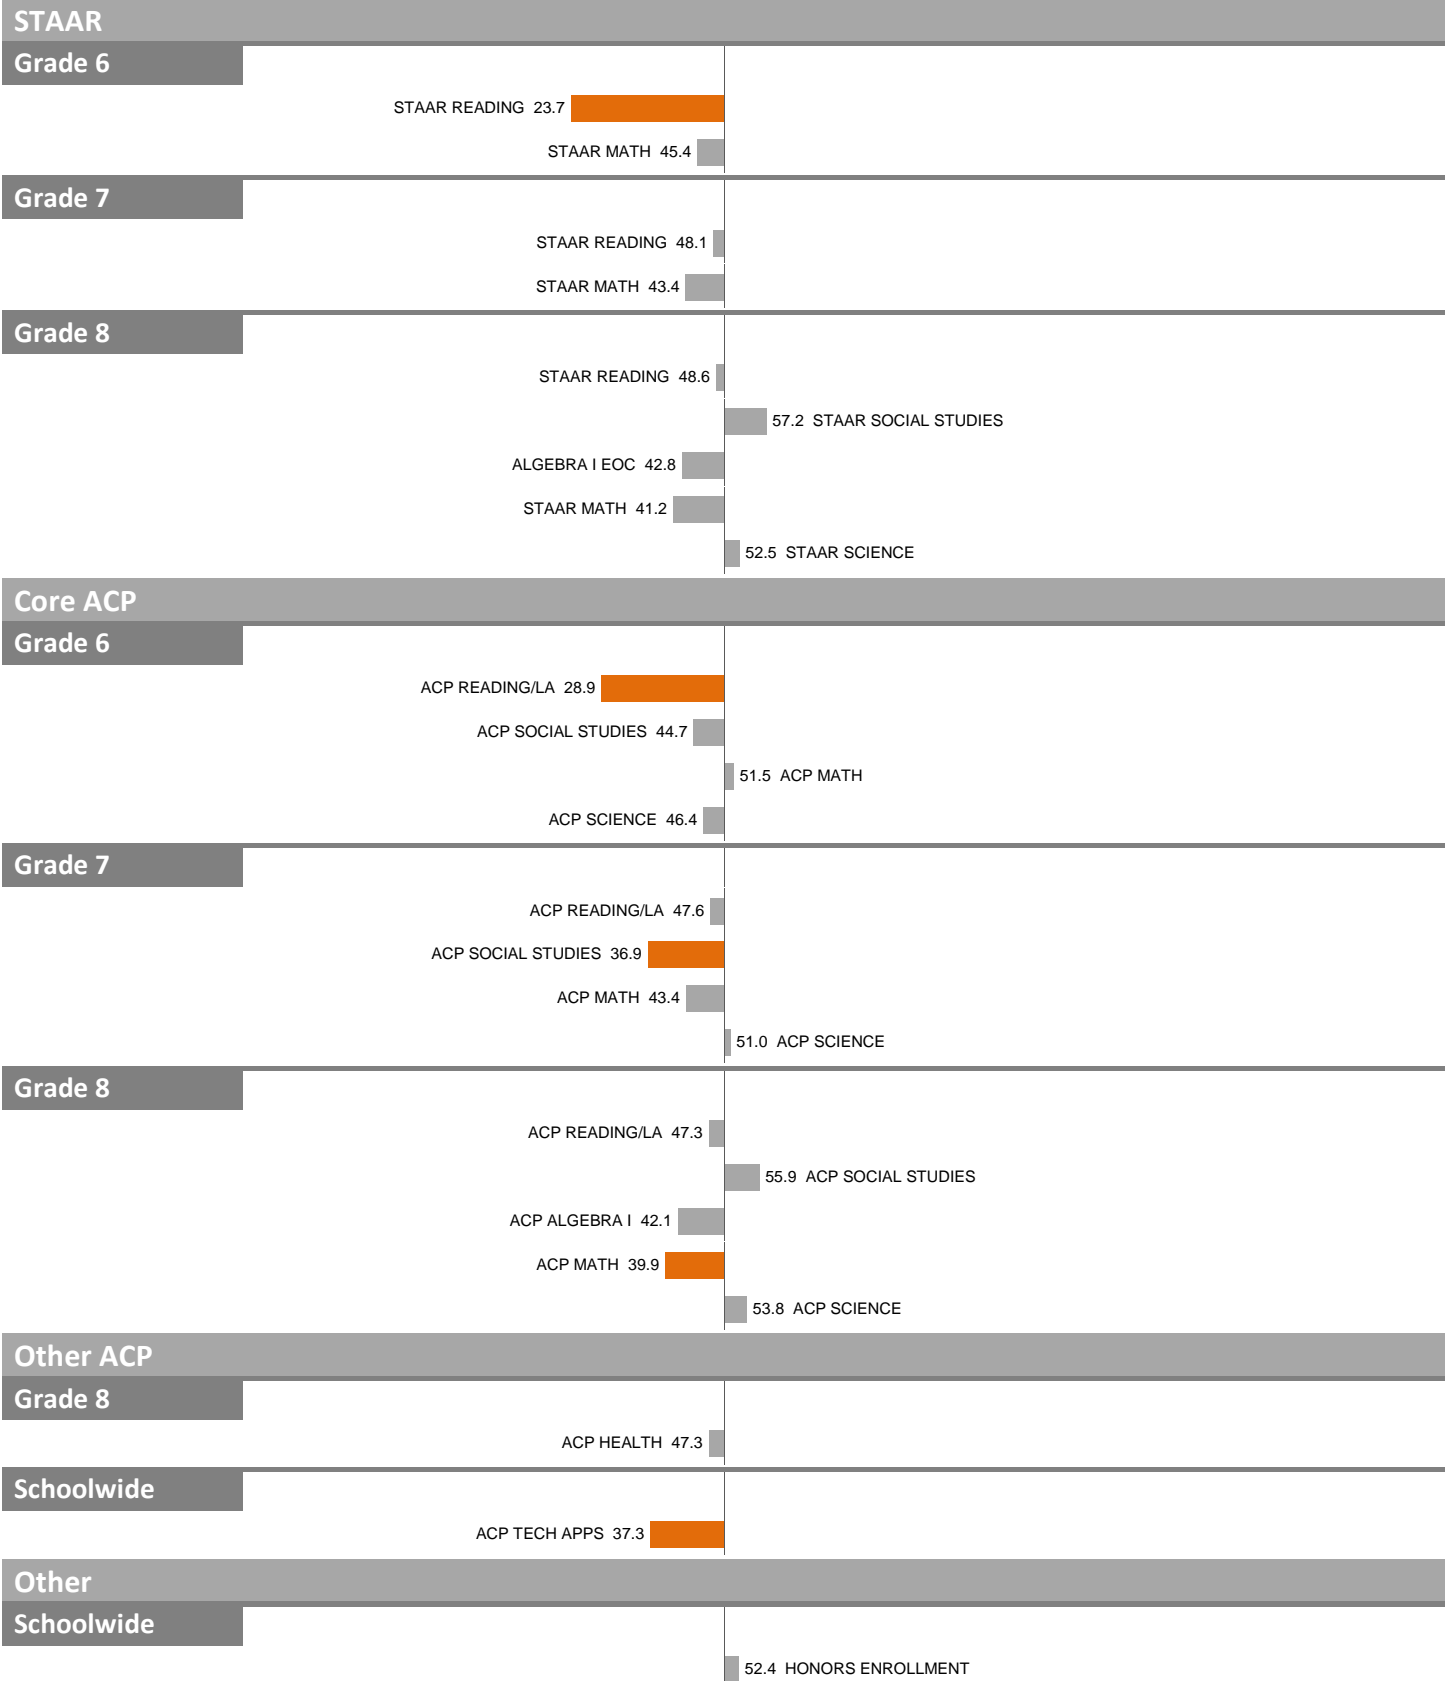 STAAR
Grade 6
STAAR READING 23.7
STAAR MATH 45.4
Grade 7
STAAR READING 48.1
STAAR MATH 43.4
Grade 8
STAAR READING 48.6
57.2 STAAR SOCIAL STUDIES
ALGEBRA I EOC 42.8
STAAR MATH 41.2
52.5 STAAR SCIENCE
Core ACP
Grade 6
ACP READING/LA 28.9
ACP SOCIAL STUDIES 44.7
51.5 ACP MATH
ACP SCIENCE 46.4
Grade 7
ACP READING/LA 47.6
ACP SOCIAL STUDIES 36.9
ACP MATH 43.4
51.0 ACP SCIENCE
Grade 8
ACP READING/LA 47.3
55.9 ACP SOCIAL STUDIES
ACP ALGEBRA I 42.1
ACP MATH 39.9
53.8 ACP SCIENCE
Other ACP
Grade 8
ACP HEALTH 47.3
Schoolwide
ACP TECH APPS 37.3
Other
Schoolwide
52.4 HONORS ENROLLMENT